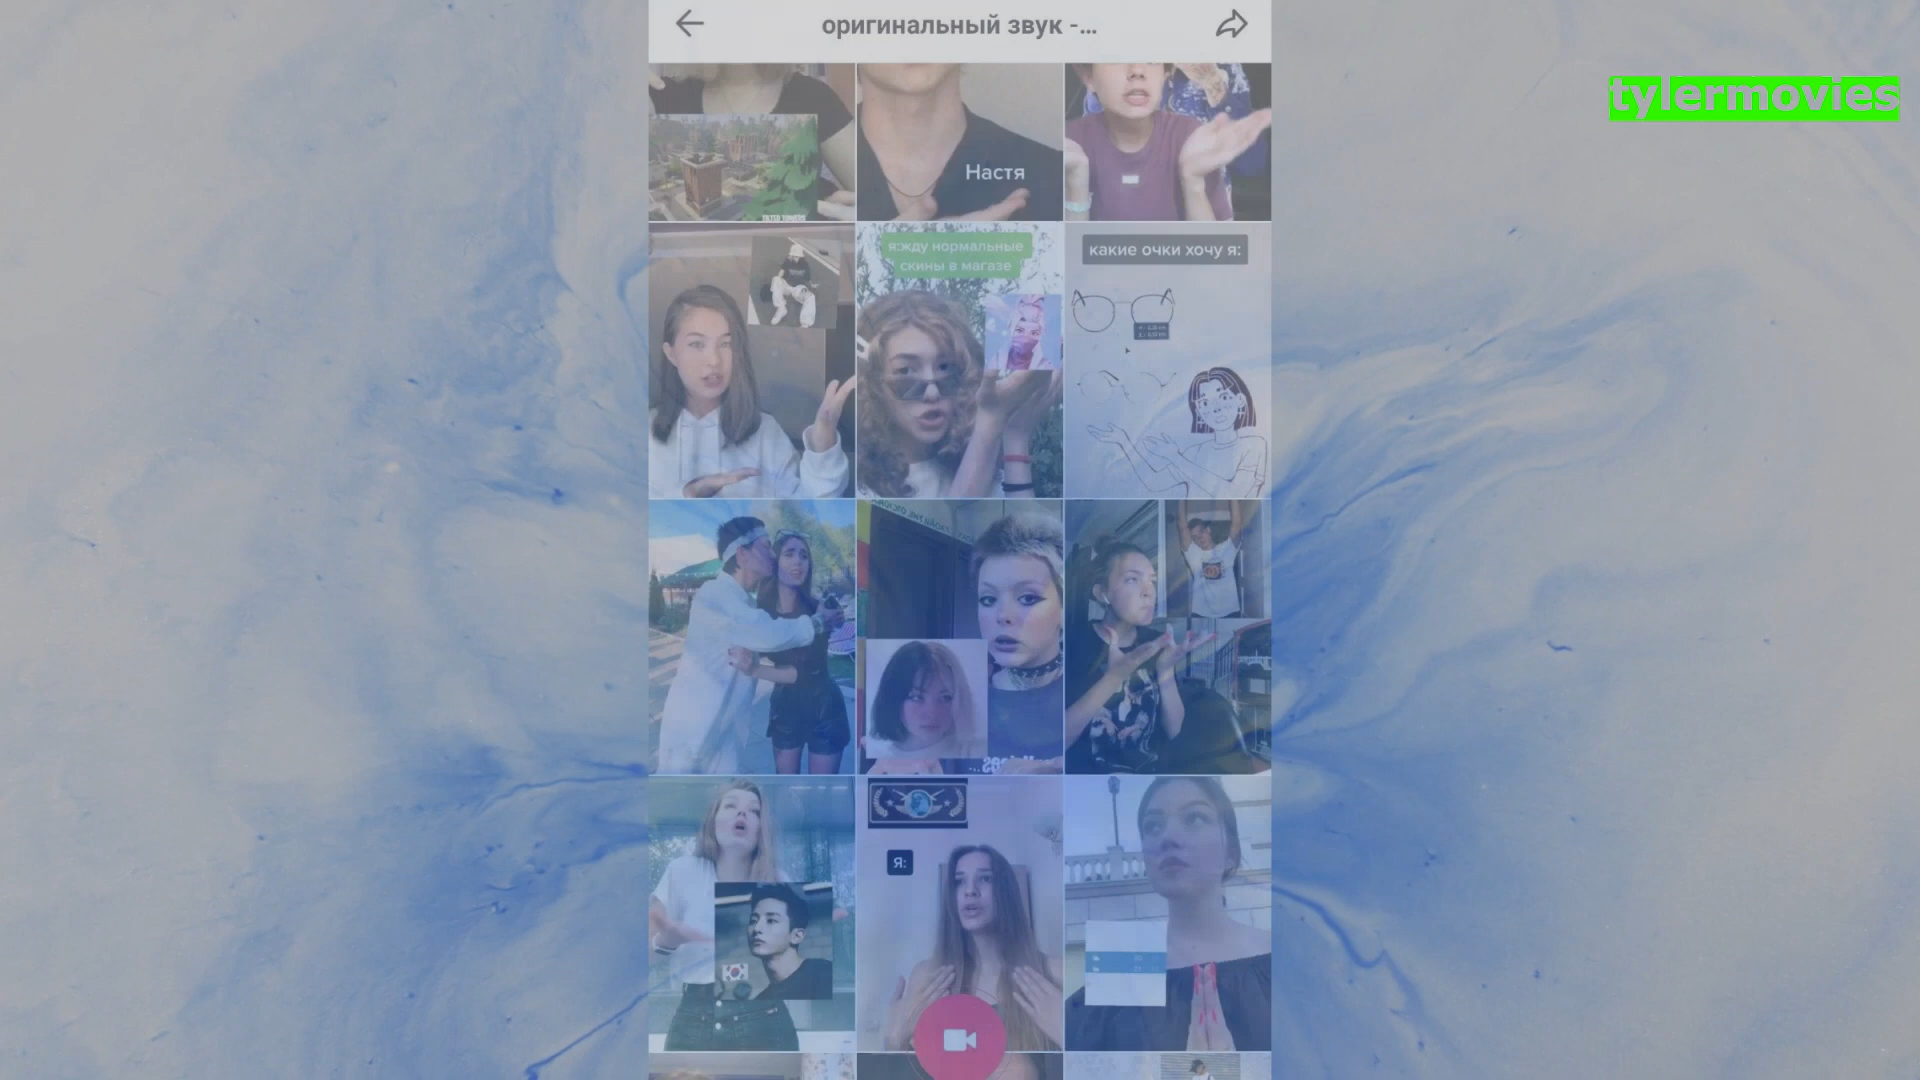 оригинальный звук -...
tylermovies
Настя
я:жду нормальные
скины в магазе
какие очки хочу я:
Я: